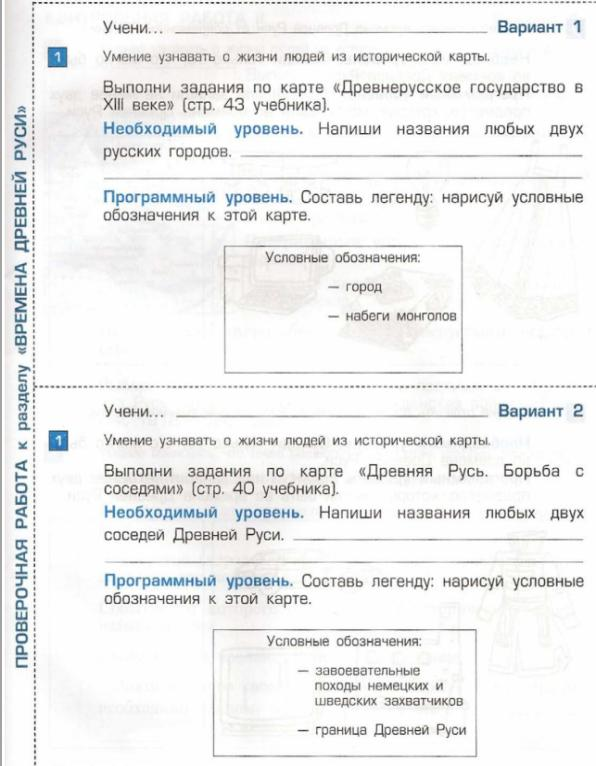 ПРОВЕРОЧНАЯ РАБОТА к разделу «ВРЕМЕНА ДРЕВНЕЙ РУСИ»
Учени... Вариант 1
1 Умение узнавать о жизни людей из исторической карты.
Выполни задания по карте «Древнерусское государство в
XIII веке» (стр. 43 учебника).
Необходимый уровень. Напиши названия любых двух
русских городов.
Программный уровень. Составь легенду: нарисуй условные
обозначения к этой карте.
Условные обозначения:
— город
— набеги монголов
Учени... Вариант 2
1 Умение узнавать о жизни людей из исторической карты.
Выполни задания по карте «Древняя Русь. Борьба с
соседями» (стр. 40 учебника).
Необходимый уровень. Напиши названия любых двух
соседей Древней Руси.
Программный уровень. Составь легенду: нарисуй условные
обозначения к этой карте.
Условные обозначения:
— завоевательные
походы немецких и
шведских захватчиков
— граница Древней Руси